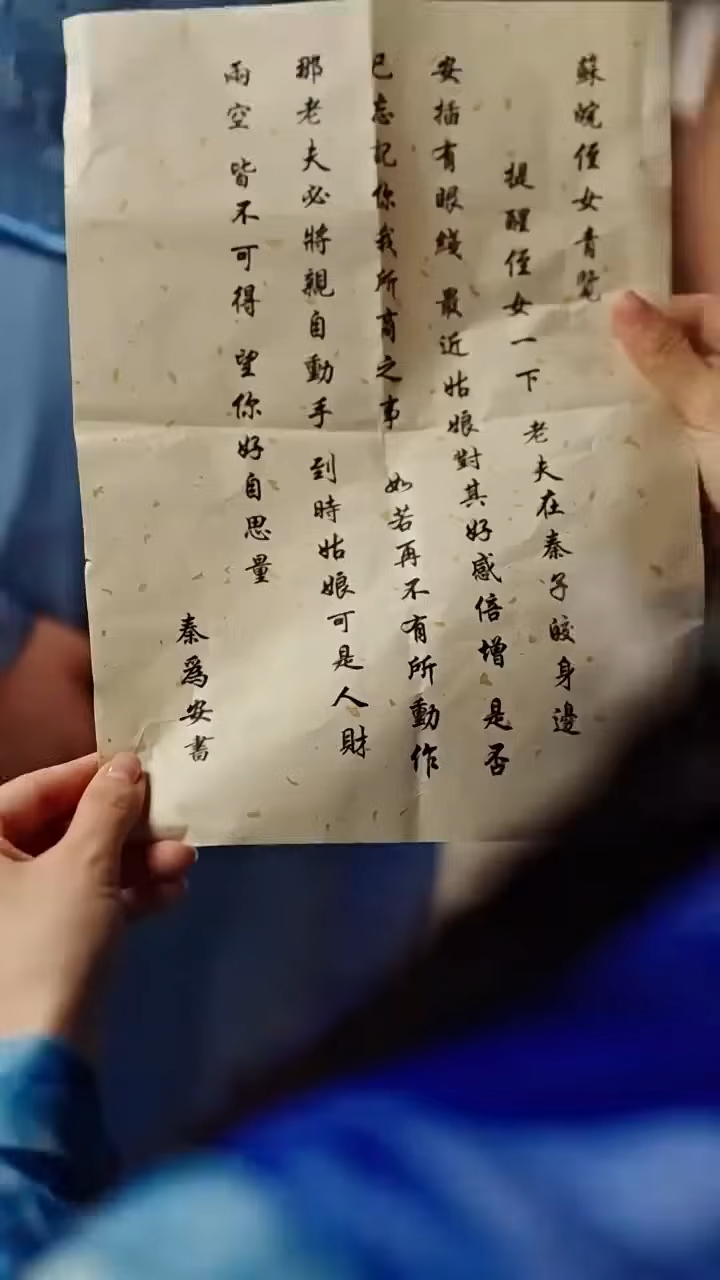 蘇皖侄女青覽
提醒侄女一下 老夫在秦子皎身邊
安插有眼綫 最近姑娘對其好感倍增 是否
已忘記你我所商之事 如若再不有所動作
那老夫必將親自動手 到時姑娘可是人財
兩空 皆不可得 望你好自思量
秦爲安書